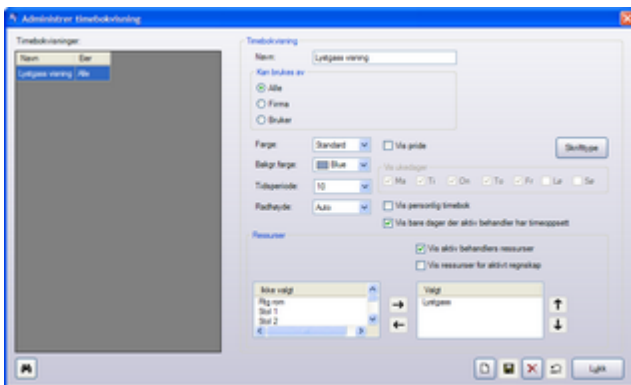 Administrer timebokvisning
Timebokvisninger:
Navn Eier
Lystgass visning Alle
Timebokvisning
Navn: Lystgass visning
Kan brukes av
Alle
Firma
Bruker
Farge: Standard Vis pride Skrifttype
Bakgr.farge: Blue Vis ukedager
Tidsperiode: 10 Ma Ti On To Fr Lø Sø
Radhøyde: Auto Vis personlig timebok
Vis bare dager der aktiv behandler har timeoppsett
Ressurser
Vis aktiv behandlers ressurser
Vis ressurser for aktivt regnskap
Ikke valgt Valgt
Rtg rom Lystgass
Stol 1
Stol 2
Lukk